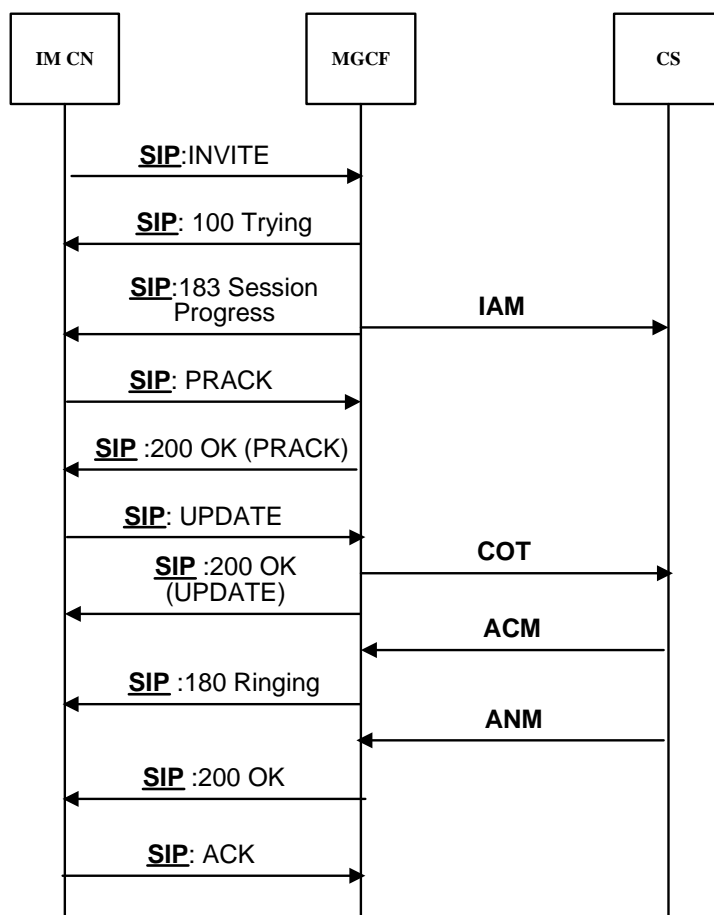 IM CN
MGCF
CS
SIP:INVITE
SIP: 100 Trying
SIP:183 Session
Progress
IAM
SIP: PRACK
SIP :200 OK (PRACK)
SIP: UPDATE
SIP :200 OK
(UPDATE)
COT
ACM
SIP :180 Ringing
ANM
SIP :200 OK
SIP: ACK